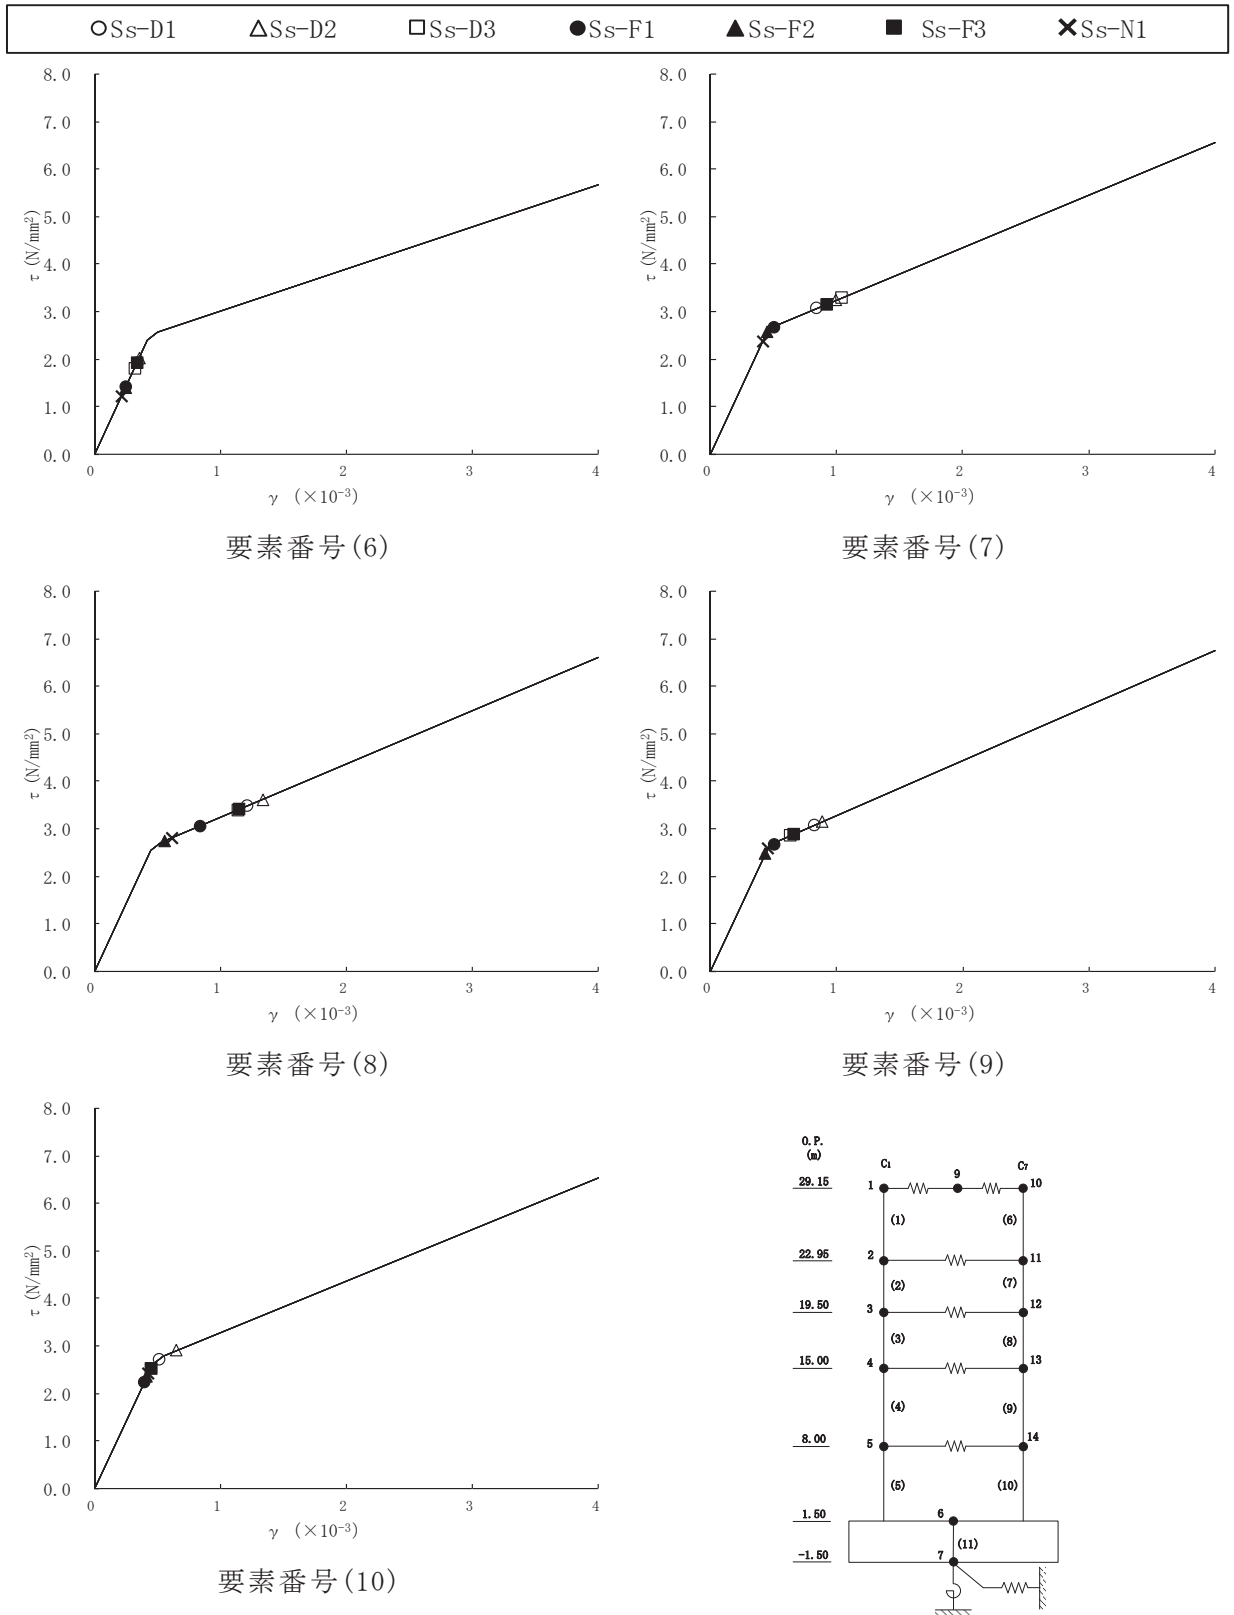 ○Ss-D1 △Ss-D2 □Ss-D3 ●Ss-F1 ▲Ss-F2 ■ Ss-F3 ×Ss-N1
8.0
7.0
6.0
5.0
4.0
3.0
2.0
1.0
0.0
τ (N/mm²)
0 1 2 3 4
γ (×10⁻³)
要素番号(6)
8.0
7.0
6.0
5.0
4.0
3.0
2.0
1.0
0.0
τ (N/mm²)
0 1 2 3 4
γ (×10⁻³)
要素番号(7)
8.0
7.0
6.0
5.0
4.0
3.0
2.0
1.0
0.0
τ (N/mm²)
0 1 2 3 4
γ (×10⁻³)
要素番号(8)
8.0
7.0
6.0
5.0
4.0
3.0
2.0
1.0
0.0
τ (N/mm²)
0 1 2 3 4
γ (×10⁻³)
要素番号(9)
8.0
7.0
6.0
5.0
4.0
3.0
2.0
1.0
0.0
τ (N/mm²)
0 1 2 3 4
γ (×10⁻³)
要素番号(10)
O.P.
(m)
C₁ C₇
29.15 1 9 10
(1) (6)
22.95 2 11
(2) (7)
19.50 3 12
(3) (8)
15.00 4 13
(4) (9)
8.00 5 14
(5) (10)
1.50 6
(11)
-1.50 7